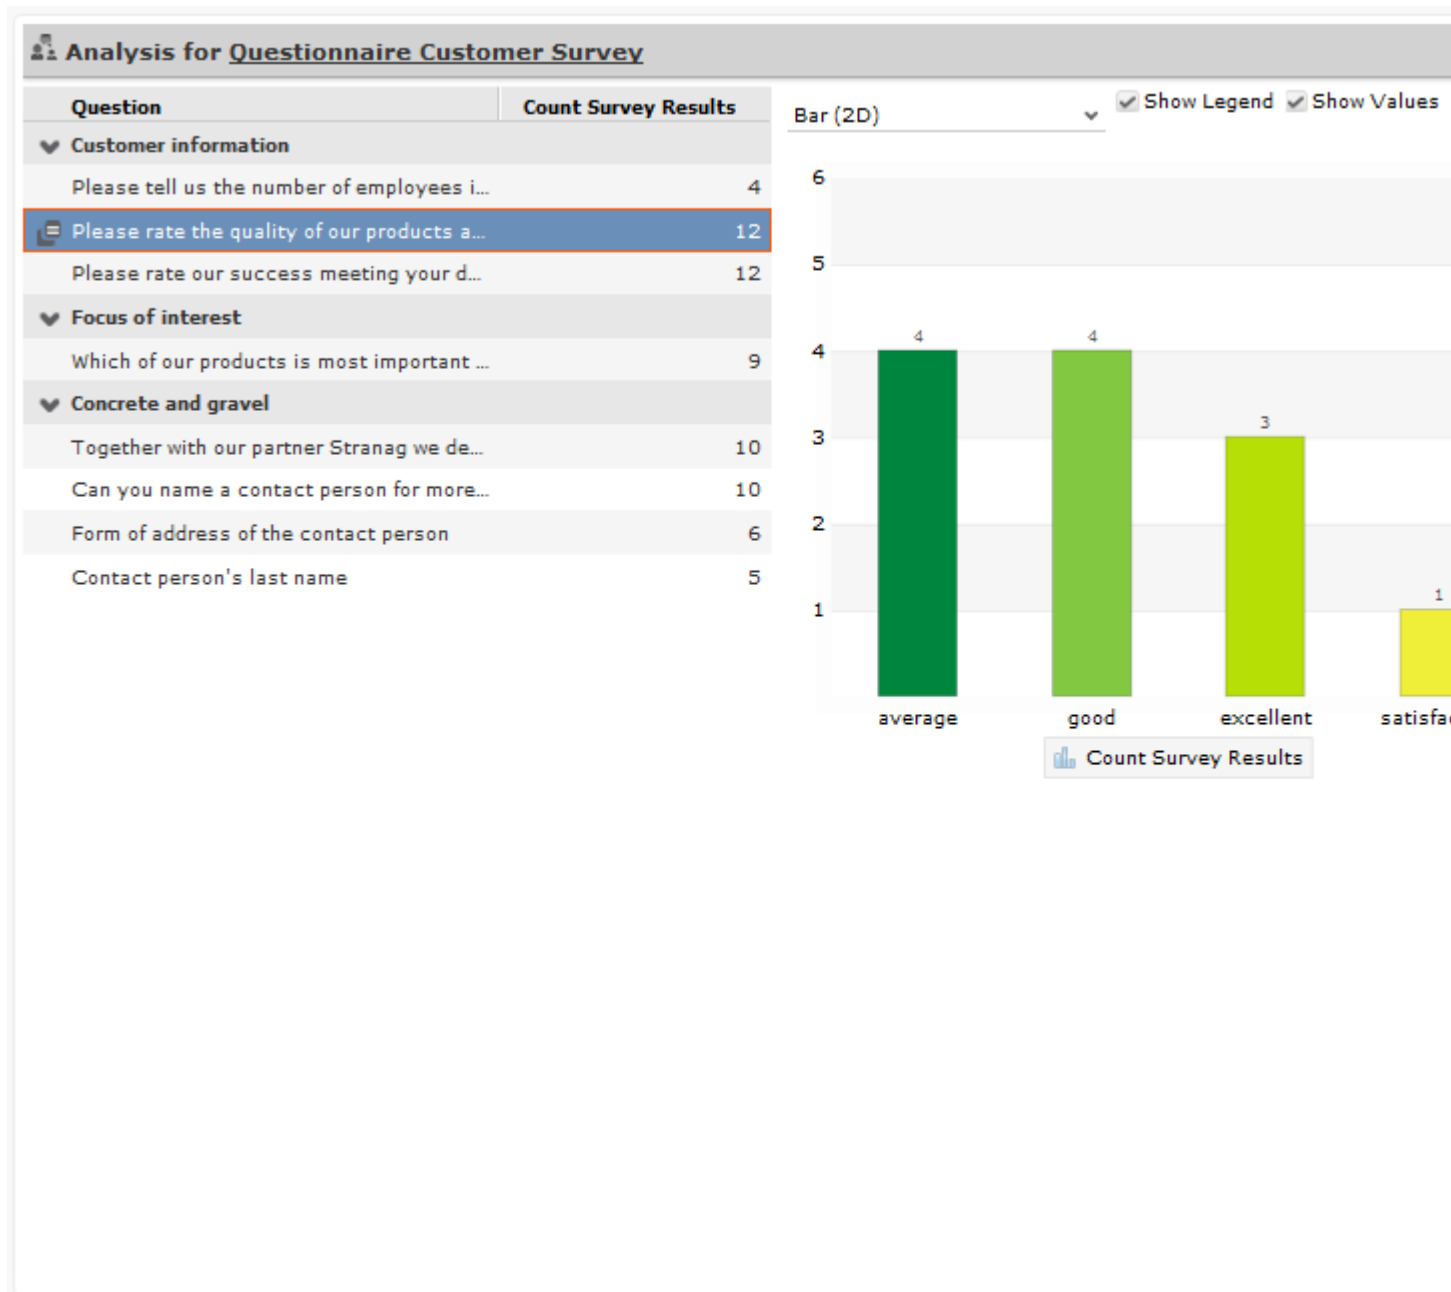 Analysis for Questionnaire Customer Survey
Question Count Survey Results
Customer information
Please tell us the number of employees i... 4
Please rate the quality of our products a... 12
Please rate our success meeting your d... 12
Focus of interest
Which of our products is most important ... 9
Concrete and gravel
Together with our partner Stranag we de... 10
Can you name a contact person for more... 10
Form of address of the contact person 6
Contact person's last name 5
Bar (2D) Show Legend Show Values
6
5
4
3
2
1
4 4 3 1
average good excellent satisfa
Count Survey Results